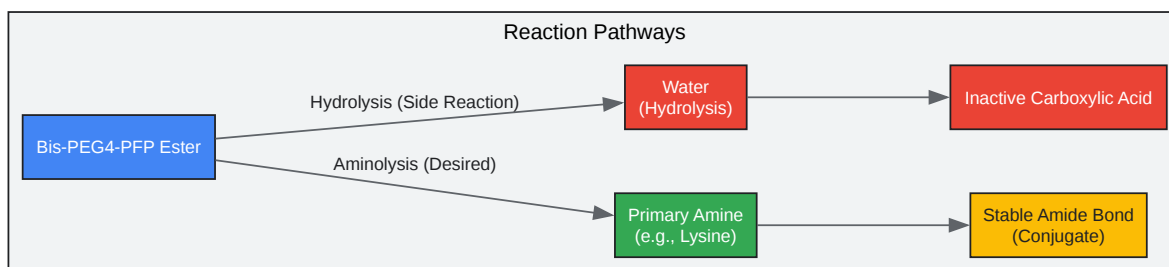 Reaction Pathways
Bis-PEG4-PFP Ester
Hydrolysis (Side Reaction)
Water
(Hydrolysis)
Inactive Carboxylic Acid
Aminolysis (Desired)
Primary Amine
(e.g., Lysine)
Stable Amide Bond
(Conjugate)